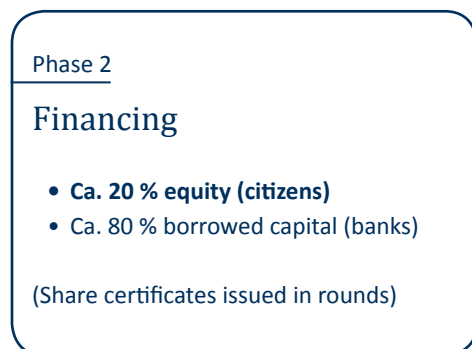 Phase 2
Financing
• Ca. 20 % equity (citizens)
• Ca. 80 % borrowed capital (banks)
(Share certificates issued in rounds)